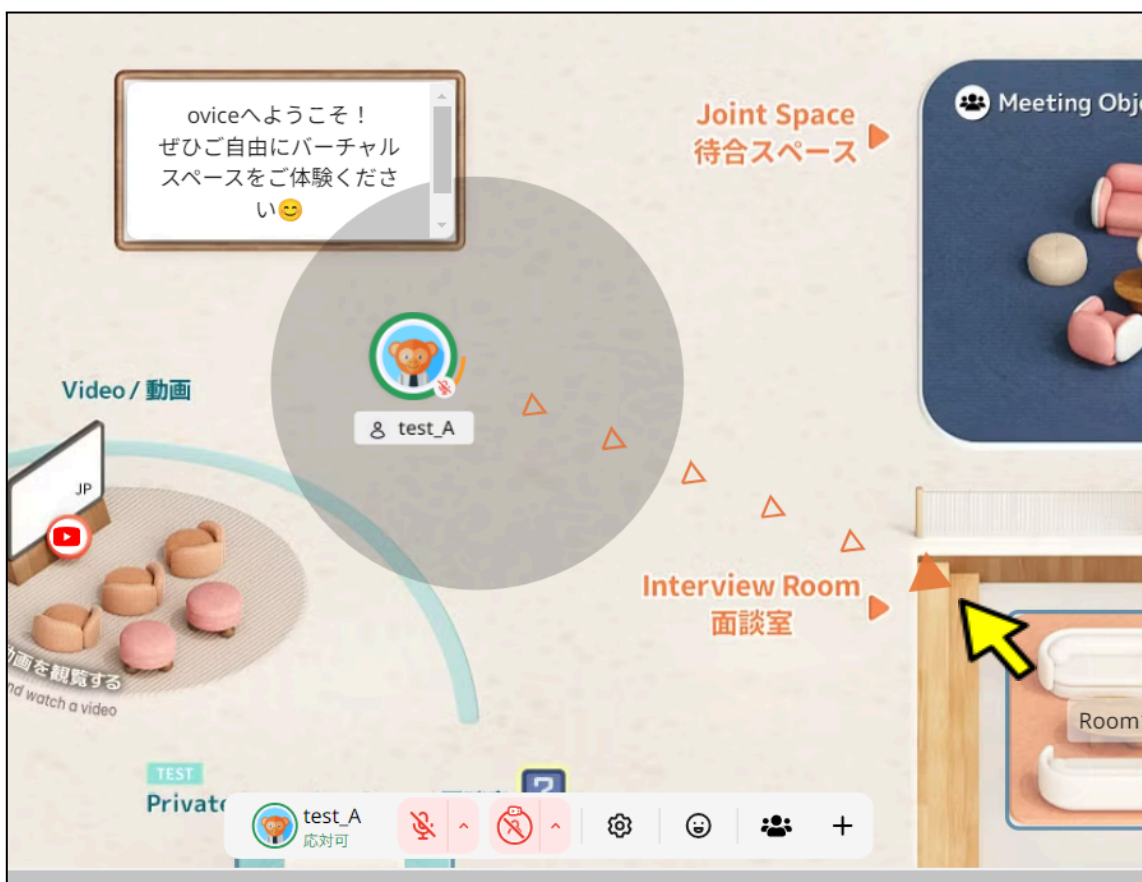 oviceへようこそ！
ぜひご自由にバーチャル
スペースをご体験くださ
い😊
Joint Space
待合スペース
Meeting Obje
Video / 動画
test_A
JP
動画を観覧する
nd watch a video
Interview Room
面談室
Room
TEST
Private
test_A
応対可